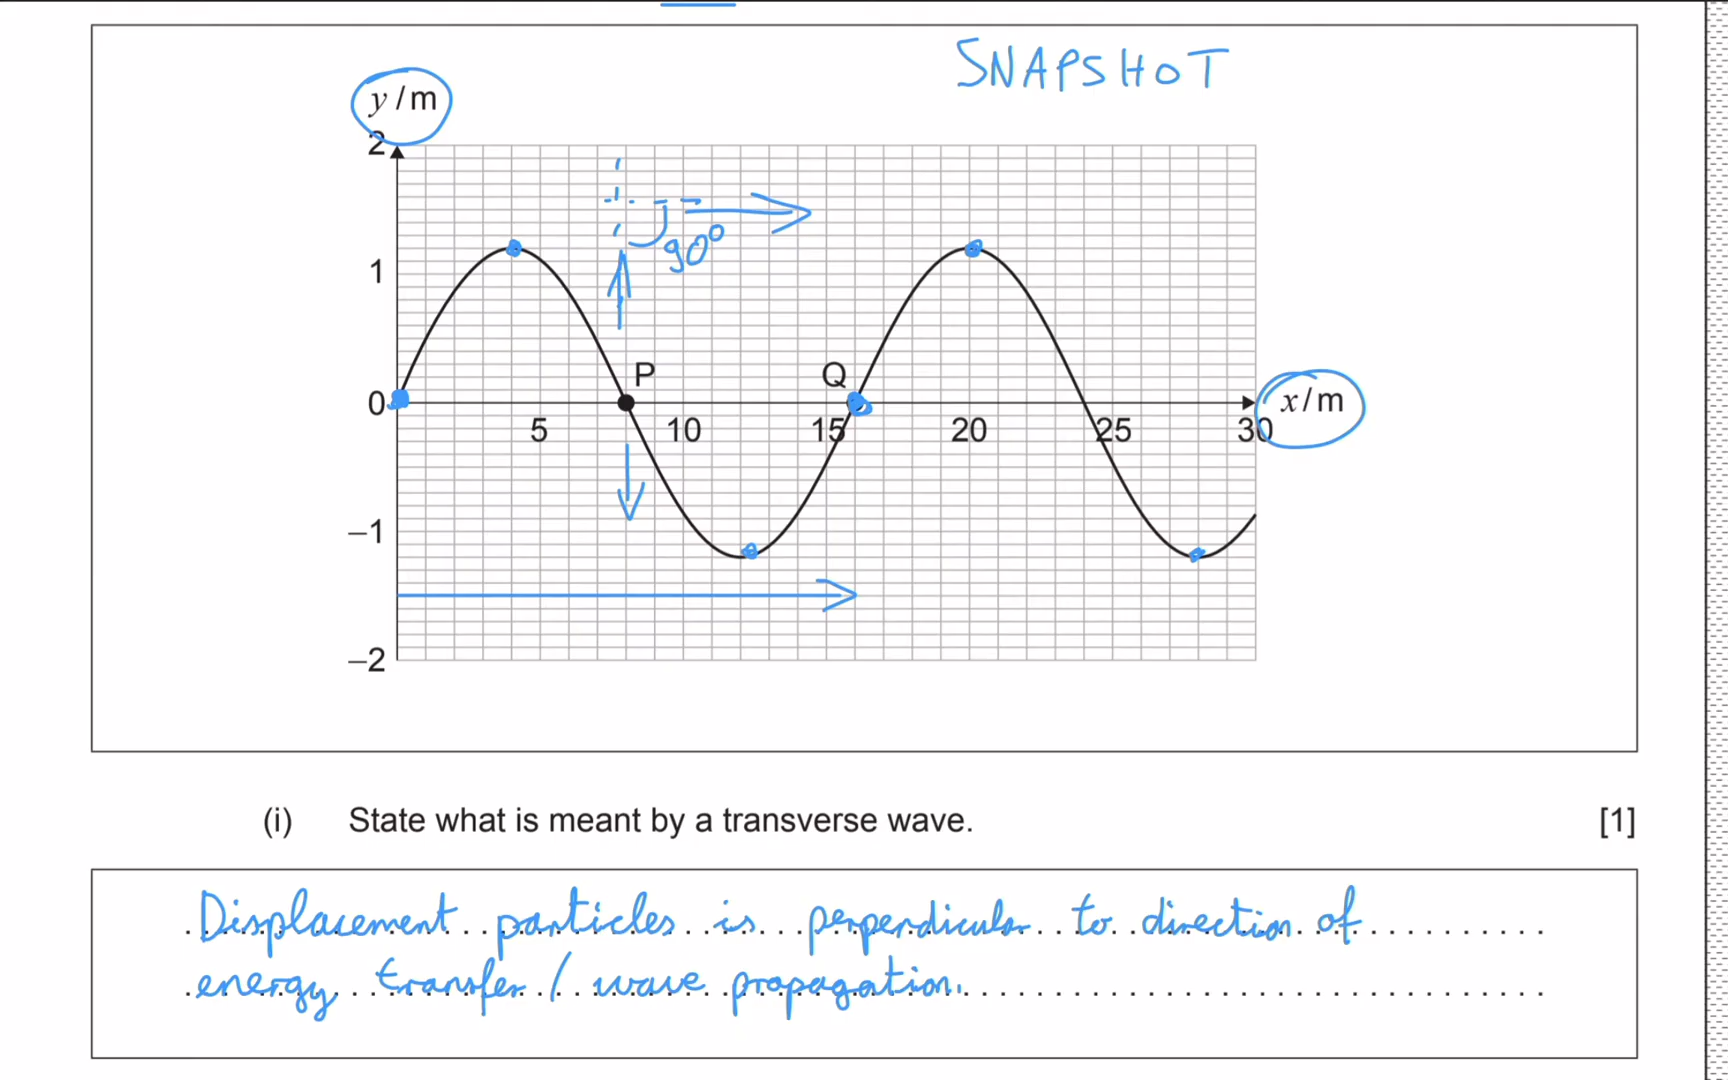 SNAPSHOT
y / m
2
90°
1
P
Q
0
5 10 15 20 25 30
x / m
–1
–2
(i) State what is meant by a transverse wave. [1]
Displacement particles is perpendicular to direction of
energy transfer / wave propagation.